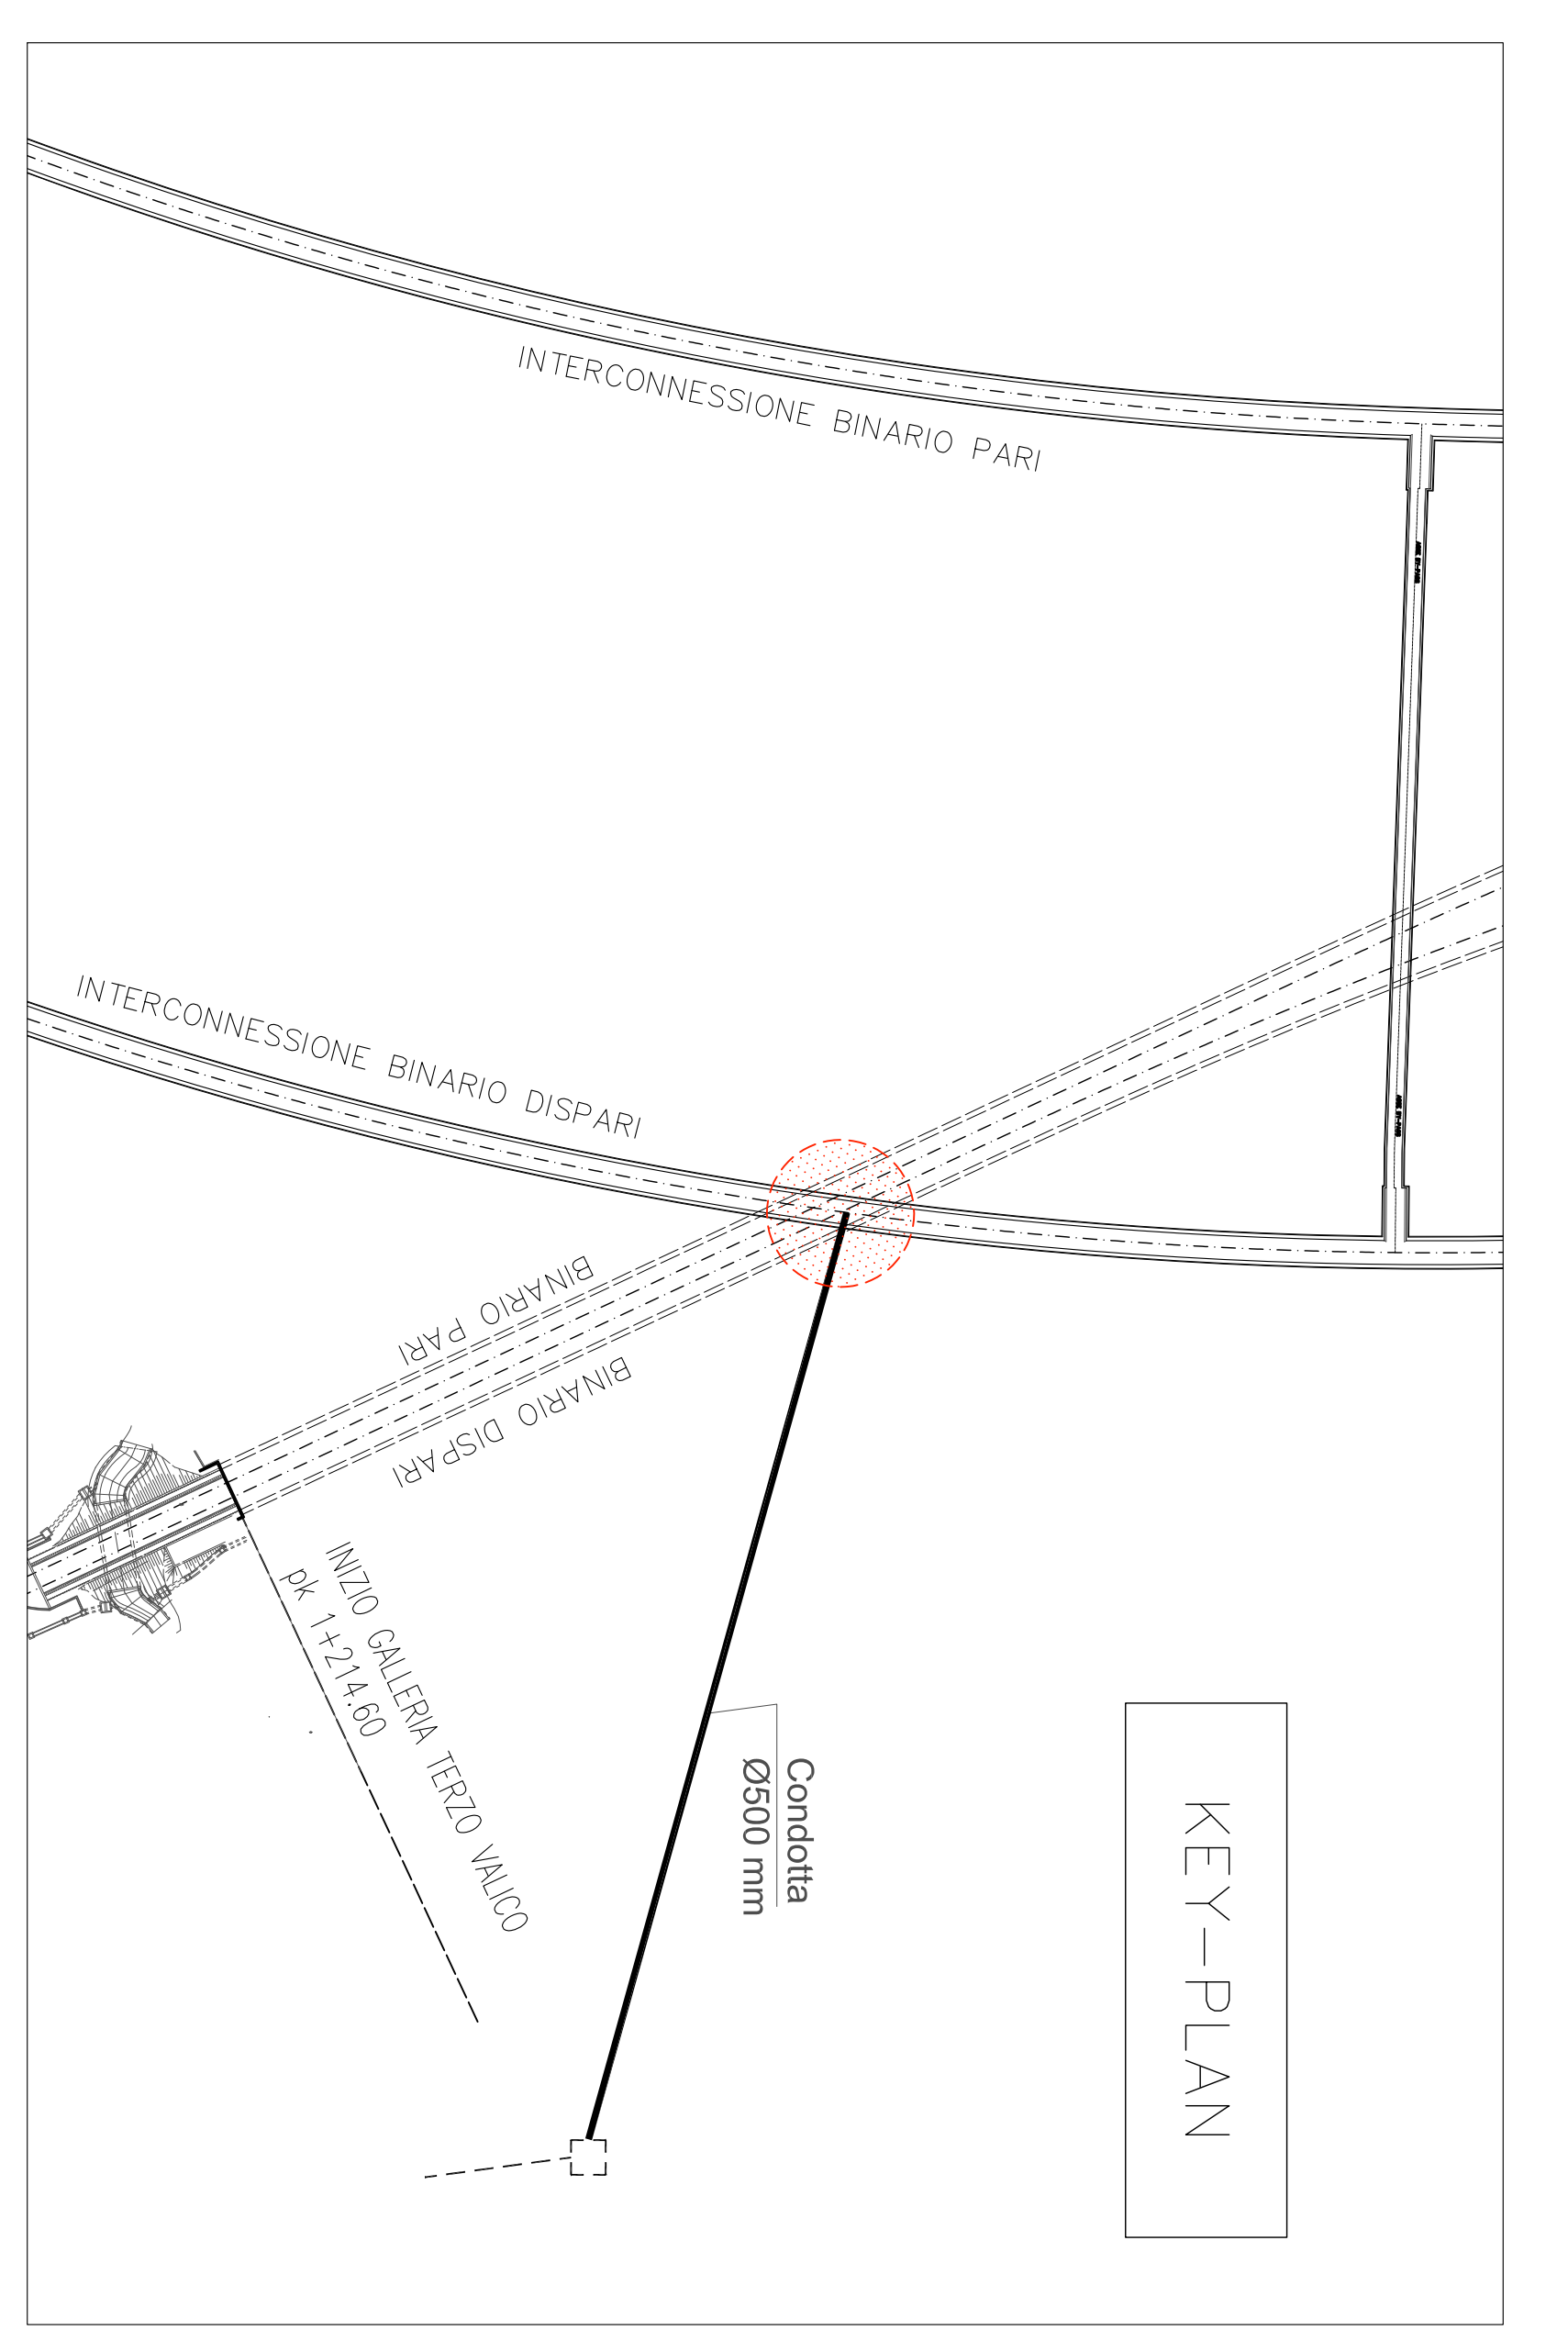 INTERCONNESSIONE BINARIO PARI
INTERCONNESSIONE BINARIO DISPARI
BINARIO PARI
BINARIO DISPARI
INIZIO GALLERIA TERZO VALICO
pk 1+214.60
Condotta
Ø500 mm
KEY-PLAN